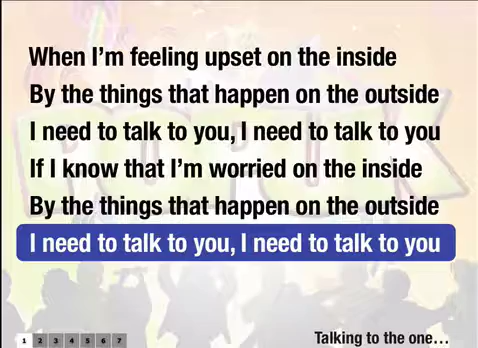 When I'm feeling upset on the inside
By the things that happen on the outside
I need to talk to you, I need to talk to you
If I know that I'm worried on the inside
By the things that happen on the outside
I need to talk to you, I need to talk to you
1 2 3 4 5 6 7
Talking to the one…